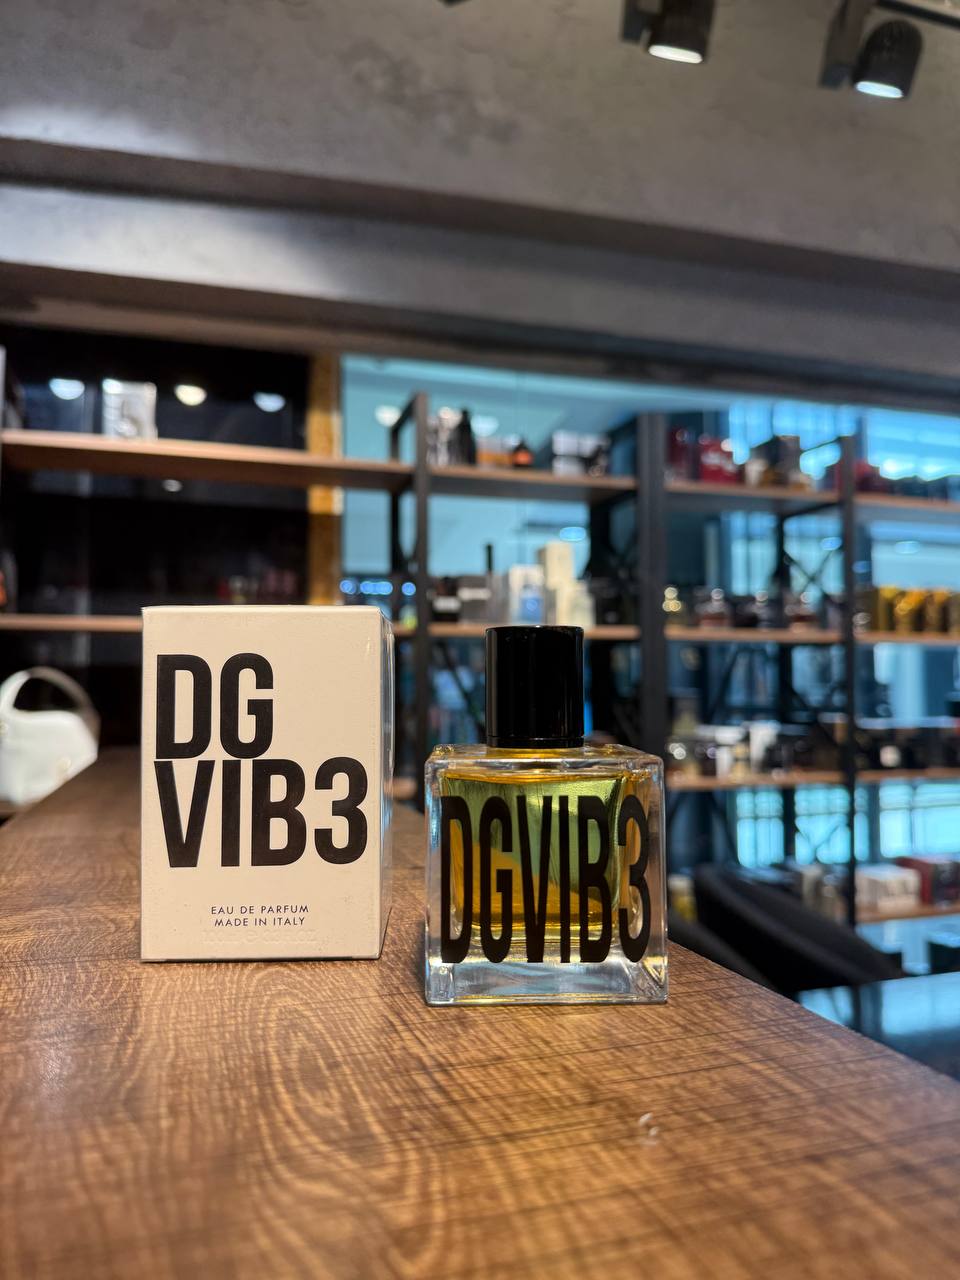 DG
VIB3
EAU DE PARFUM
MADE IN ITALY
DGVIB3